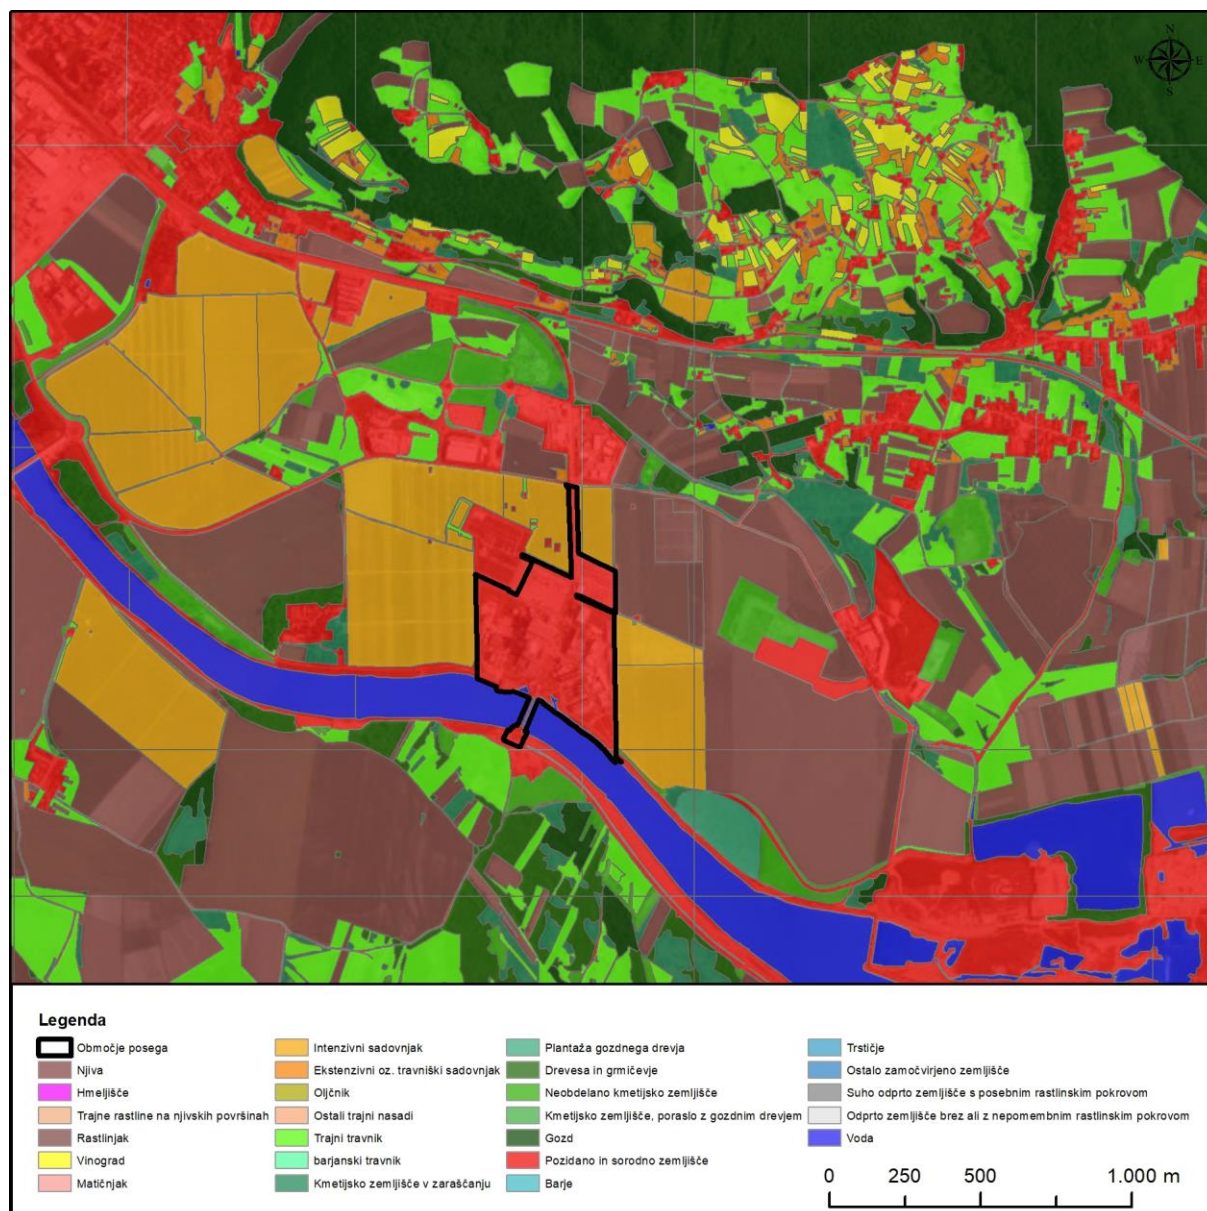 N
W E
S
Legenda
Območje posega
Njiva
Hmeljišče
Trajne rastline na njivskih površinah
Rastlinjak
Vinograd
Matičnjak
Intenzivni sadovnjak
Ekstenzivni oz. travniški sadovnjak
Oljčnik
Ostali trajni nasadi
Trajni travnik
barjanski travnik
Kmetijsko zemljišče v zaraščanju
Plantaža gozdnega drevja
Drevesa in grmičevje
Neobdelano kmetijsko zemljišče
Kmetijsko zemljišče, poraslo z gozdnim drevjem
Gozd
Pozidano in sorodno zemljišče
Barje
Trstičje
Ostalo zamočvirjeno zemljišče
Suho odprto zemljišče s posebnim rastlinskim pokrovom
Odprto zemljišče brez ali z nepomembnim rastlinskim pokrovom
Voda
0 250 500 1.000 m